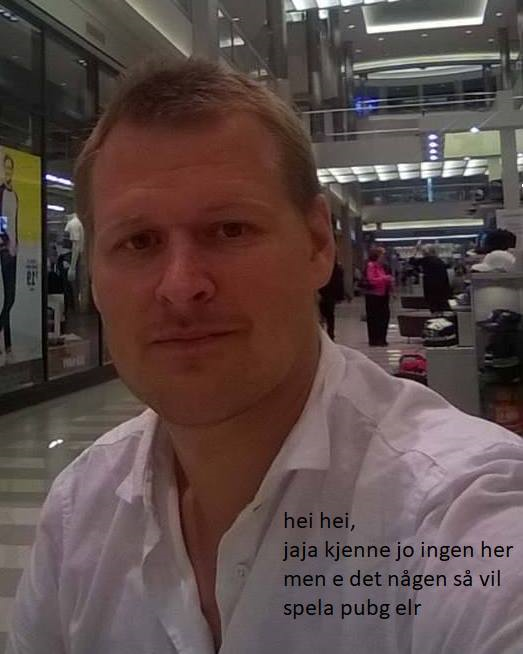 hei hei,
jaja kjenne jo ingen her
men e det någen så vil
spela pubg elr